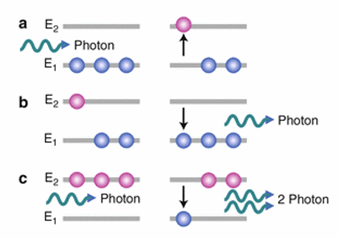 a E₂
Photon
E₁
b E₂
E₁ Photon
c E₂
Photon 2 Photon
E₁